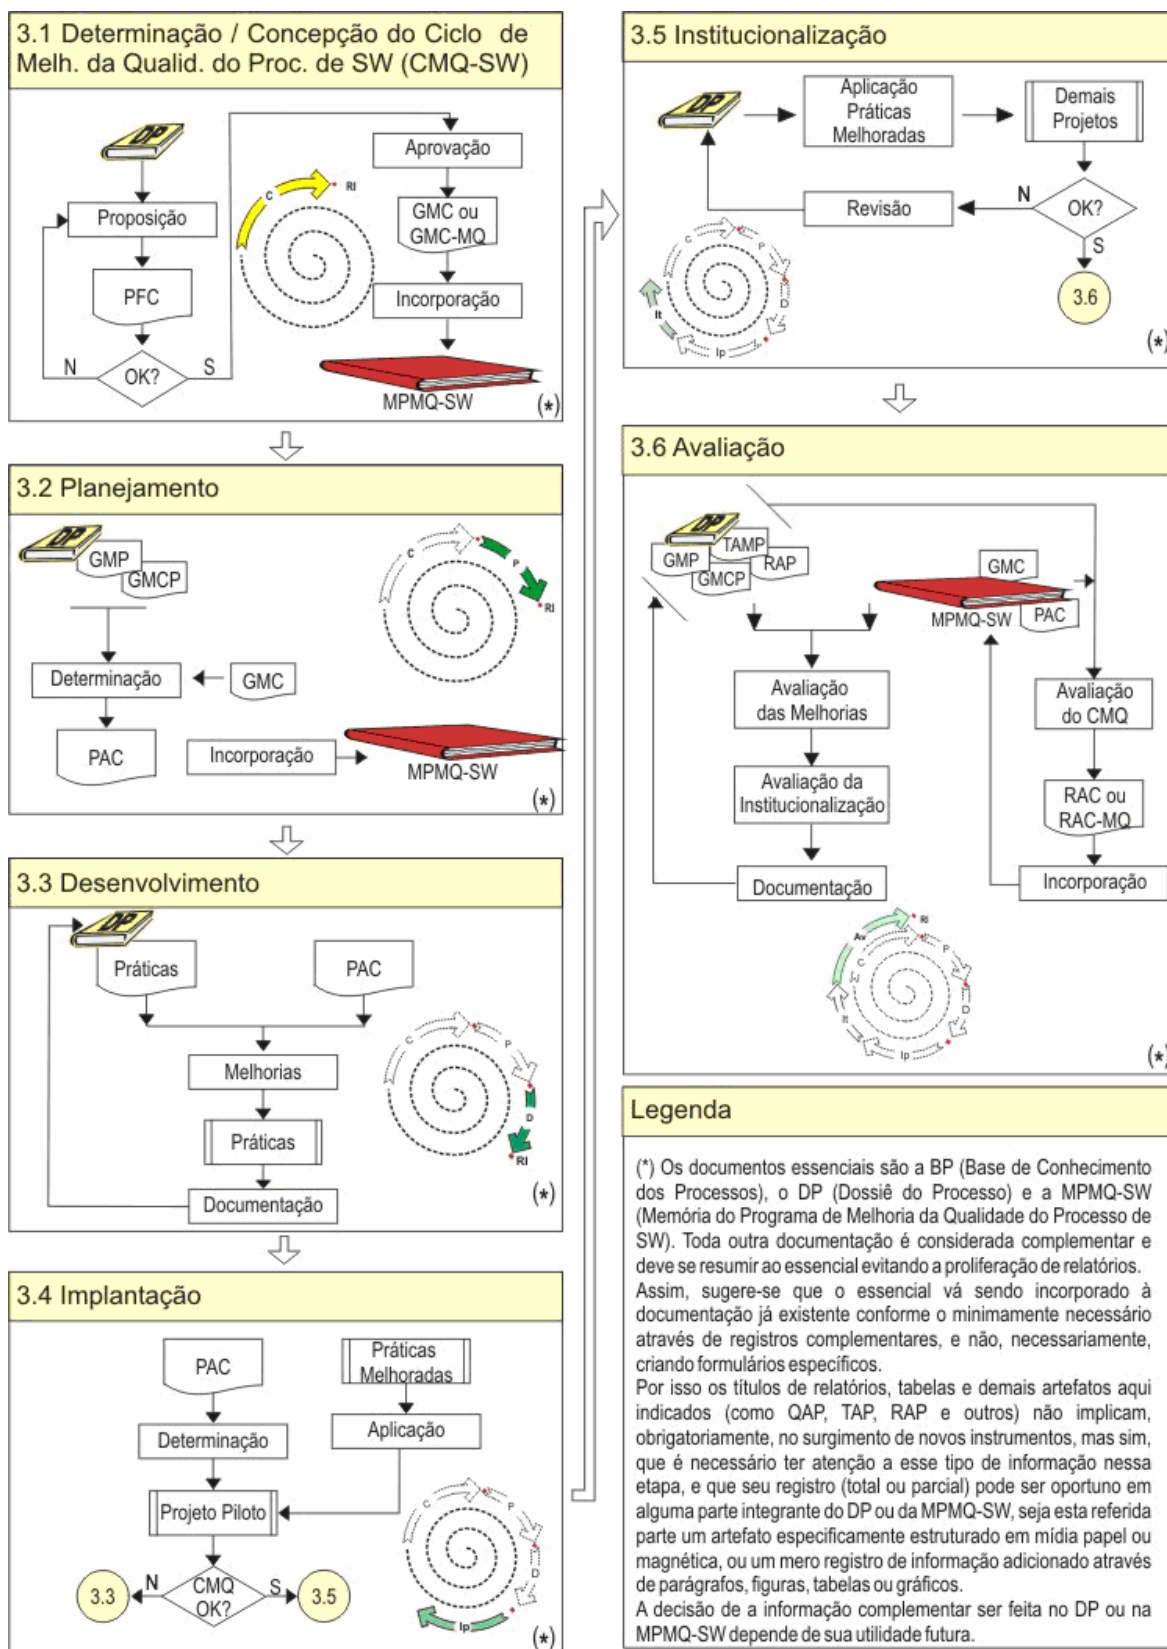 3.1 Determinação / Concepção do Ciclo de
Melh. da Qualid. do Proc. de SW (CMQ-SW)
DP
Proposição
PFC
N
OK?
S
C
RI
Aprovação
GMC ou
GMC-MQ
Incorporação
MPMQ-SW
(*)
3.2 Planejamento
DP
GMP
GMCP
Determinação
GMC
PAC
Incorporação
MPMQ-SW
C
P
RI
(*)
3.3 Desenvolvimento
DP
Práticas
PAC
Melhorias
Práticas
Documentação
C
P
D
RI
(*)
3.4 Implantação
PAC
Práticas
Melhoradas
Determinação
Aplicação
Projeto Piloto
3.3
N
CMQ
OK?
S
3.5
C
P
D
Ip
(*)
3.5 Institucionalização
DP
Aplicação
Práticas
Melhoradas
Demais
Projetos
Revisão
N
OK?
S
3.6
C
P
D
Ip
It
(*)
3.6 Avaliação
DP
GMP
TAMP
GMCP
RAP
GMC
MPMQ-SW
PAC
Avaliação
das Melhorias
Avaliação
do CMQ
Avaliação da
Institucionalização
RAC ou
RAC-MQ
Documentação
Incorporação
Av
RI
C
P
D
Ip
It
(*)
Legenda
(*) Os documentos essenciais são a BP (Base de Conhecimento
dos Processos), o DP (Dossiê do Processo) e a MPMQ-SW
(Memória do Programa de Melhoria da Qualidade do Processo de
SW). Toda outra documentação é considerada complementar e
deve se resumir ao essencial evitando a proliferação de relatórios.
Assim, sugere-se que o essencial vá sendo incorporado à
documentação já existente conforme o minimamente necessário
através de registros complementares, e não, necessariamente,
criando formulários específicos.
Por isso os títulos de relatórios, tabelas e demais artefatos aqui
indicados (como QAP, TAP, RAP e outros) não implicam,
obrigatoriamente, no surgimento de novos instrumentos, mas sim,
que é necessário ter atenção a esse tipo de informação nessa
etapa, e que seu registro (total ou parcial) pode ser oportuno em
alguma parte integrante do DP ou da MPMQ-SW, seja esta referida
parte um artefato especificamente estruturado em mídia papel ou
magnética, ou um mero registro de informação adicionado através
de parágrafos, figuras, tabelas ou gráficos.
A decisão de a informação complementar ser feita no DP ou na
MPMQ-SW depende de sua utilidade futura.